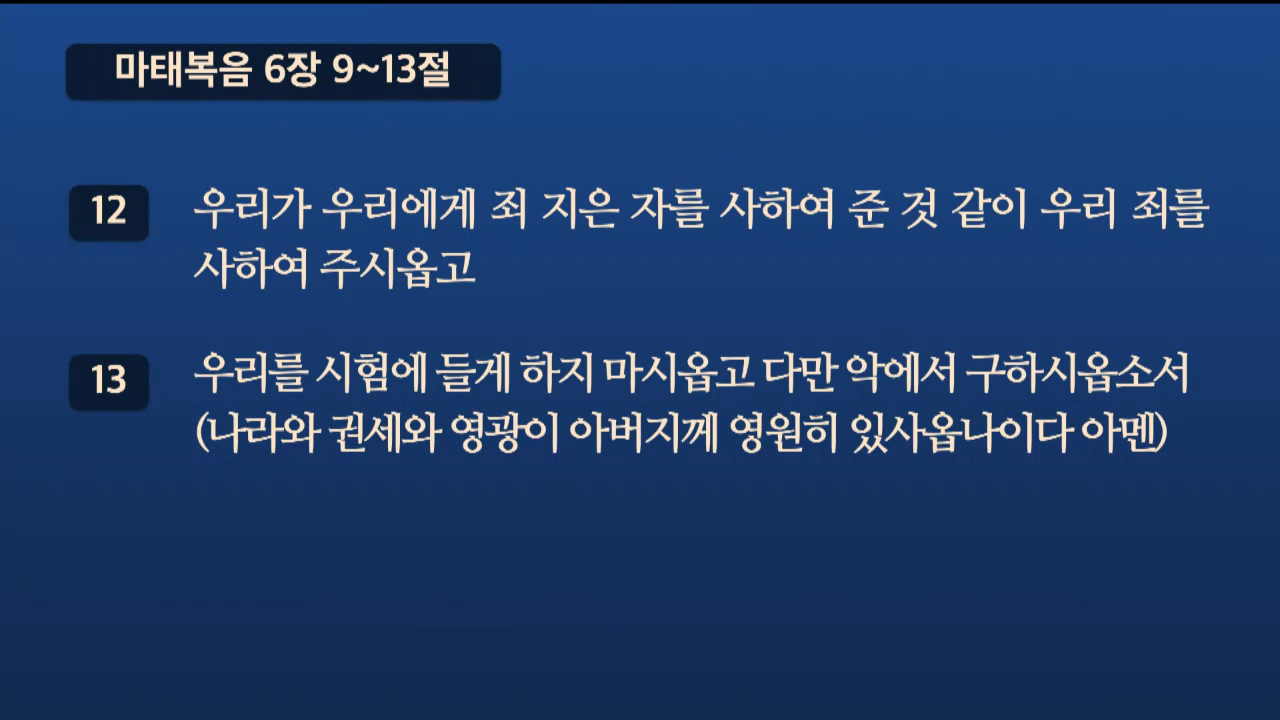 마태복음 6장 9~13절
12 우리가 우리에게 죄 지은 자를 사하여 준 것 같이 우리 죄를
사하여 주시옵고
13 우리를 시험에 들게 하지 마시옵고 다만 악에서 구하시옵소서
(나라와 권세와 영광이 아버지께 영원히 있사옵나이다 아멘)